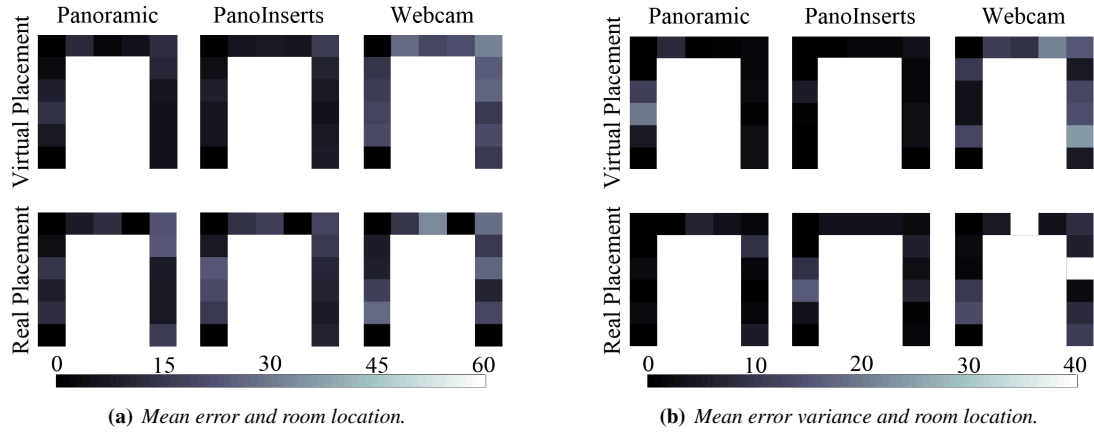 Panoramic PanoInserts Webcam
Virtual Placement
Real Placement
0 15 30 45 60
(a) Mean error and room location.
Panoramic PanoInserts Webcam
Virtual Placement
Real Placement
0 10 20 30 40
(b) Mean error variance and room location.